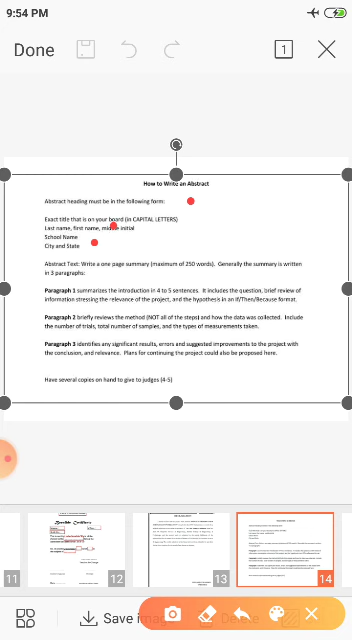 9:54 PM
Done
1
How to Write an Abstract
Abstract heading must be in the following form:
Exact title that is on your board (in CAPITAL LETTERS)
Last name, first name, middle initial
School Name
City and State
Abstract Text: Write a one page summary (maximum of 250 words). Generally the summary is written
in 3 paragraphs:
Paragraph 1 summarizes the introduction in 4 to 5 sentences. It includes the question, brief review of
information stressing the relevance of the project, and the hypothesis in an If/Then/Because format.
Paragraph 2 briefly reviews the method (NOT all of the steps) and how the data was collected. Include
the number of trials, total number of samples, and the types of measurements taken.
Paragraph 3 identifies any significant results, errors and suggested improvements to the project with
the conclusion, and relevance. Plans for continuing the project could also be proposed here.
Have several copies on hand to give to judges (4-5)
11
12
13
14
Save image
Delete